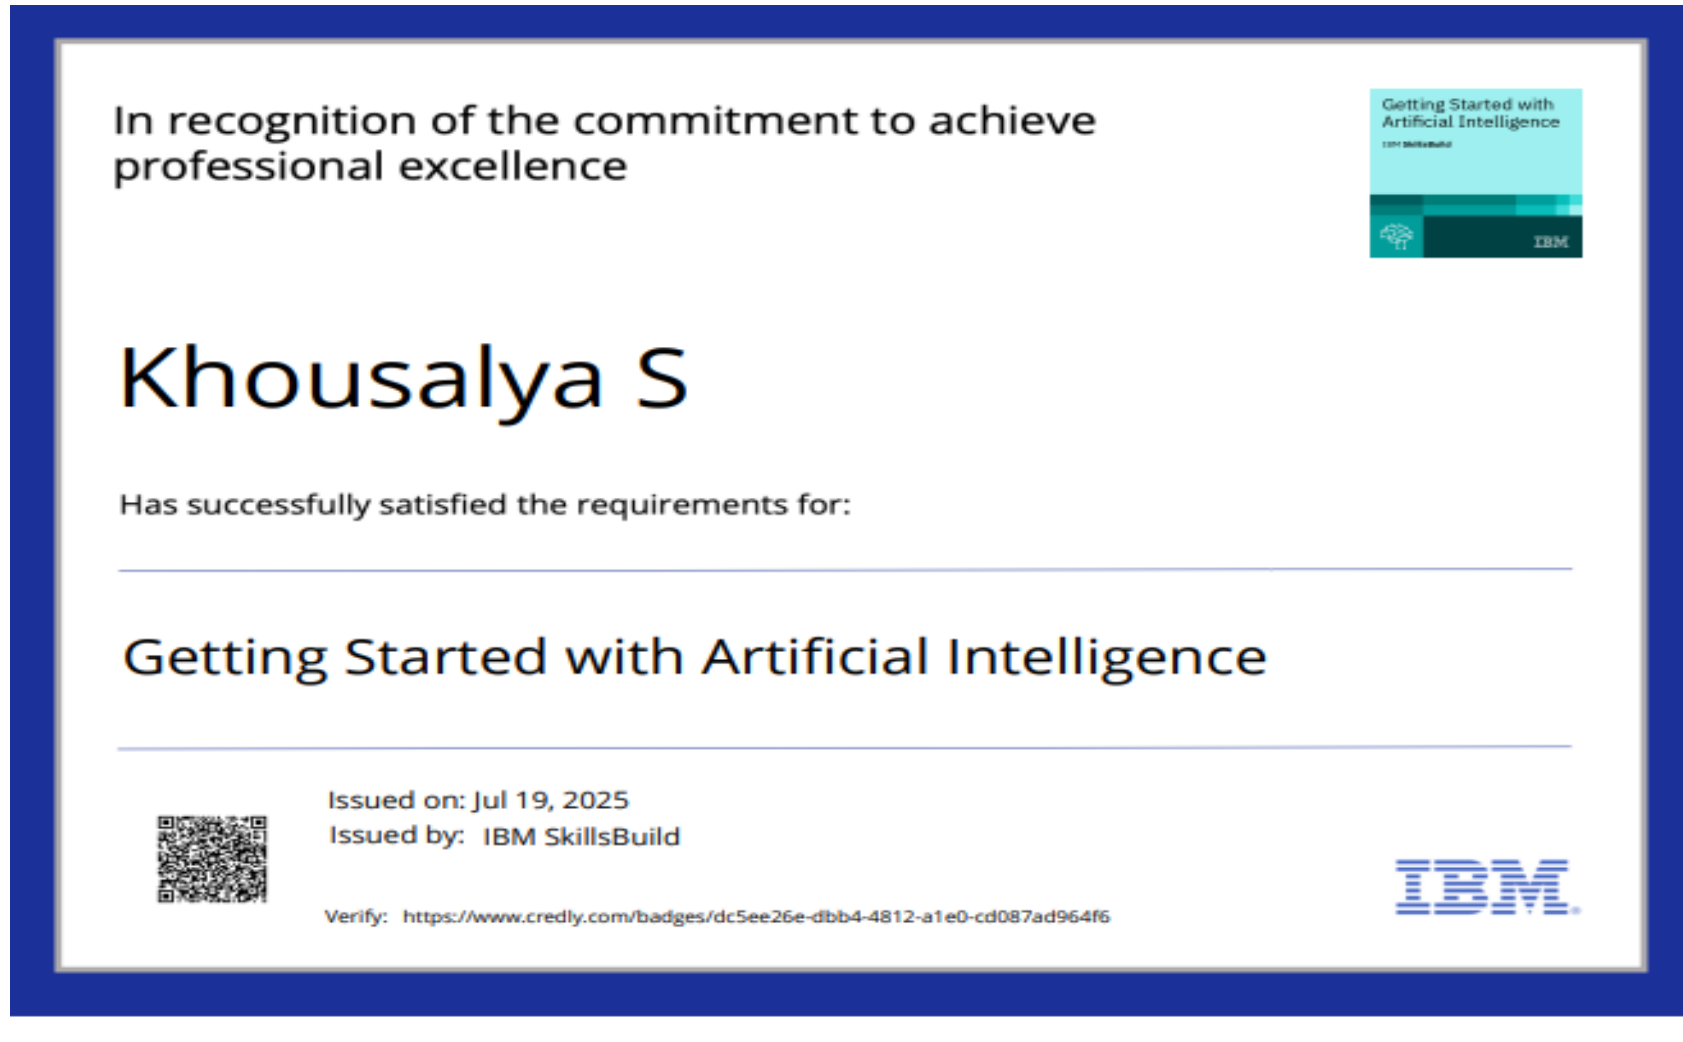 In recognition of the commitment to achieve
professional excellence
Getting Started with
Artificial Intelligence
IBM SkillsBuild
IBM
Khousalya S
Has successfully satisfied the requirements for:
Getting Started with Artificial Intelligence
Issued on: Jul 19, 2025
Issued by: IBM SkillsBuild
Verify: https://www.credly.com/badges/dc5ee26e-dbb4-4812-a1e0-cd087ad964f6
IBM®